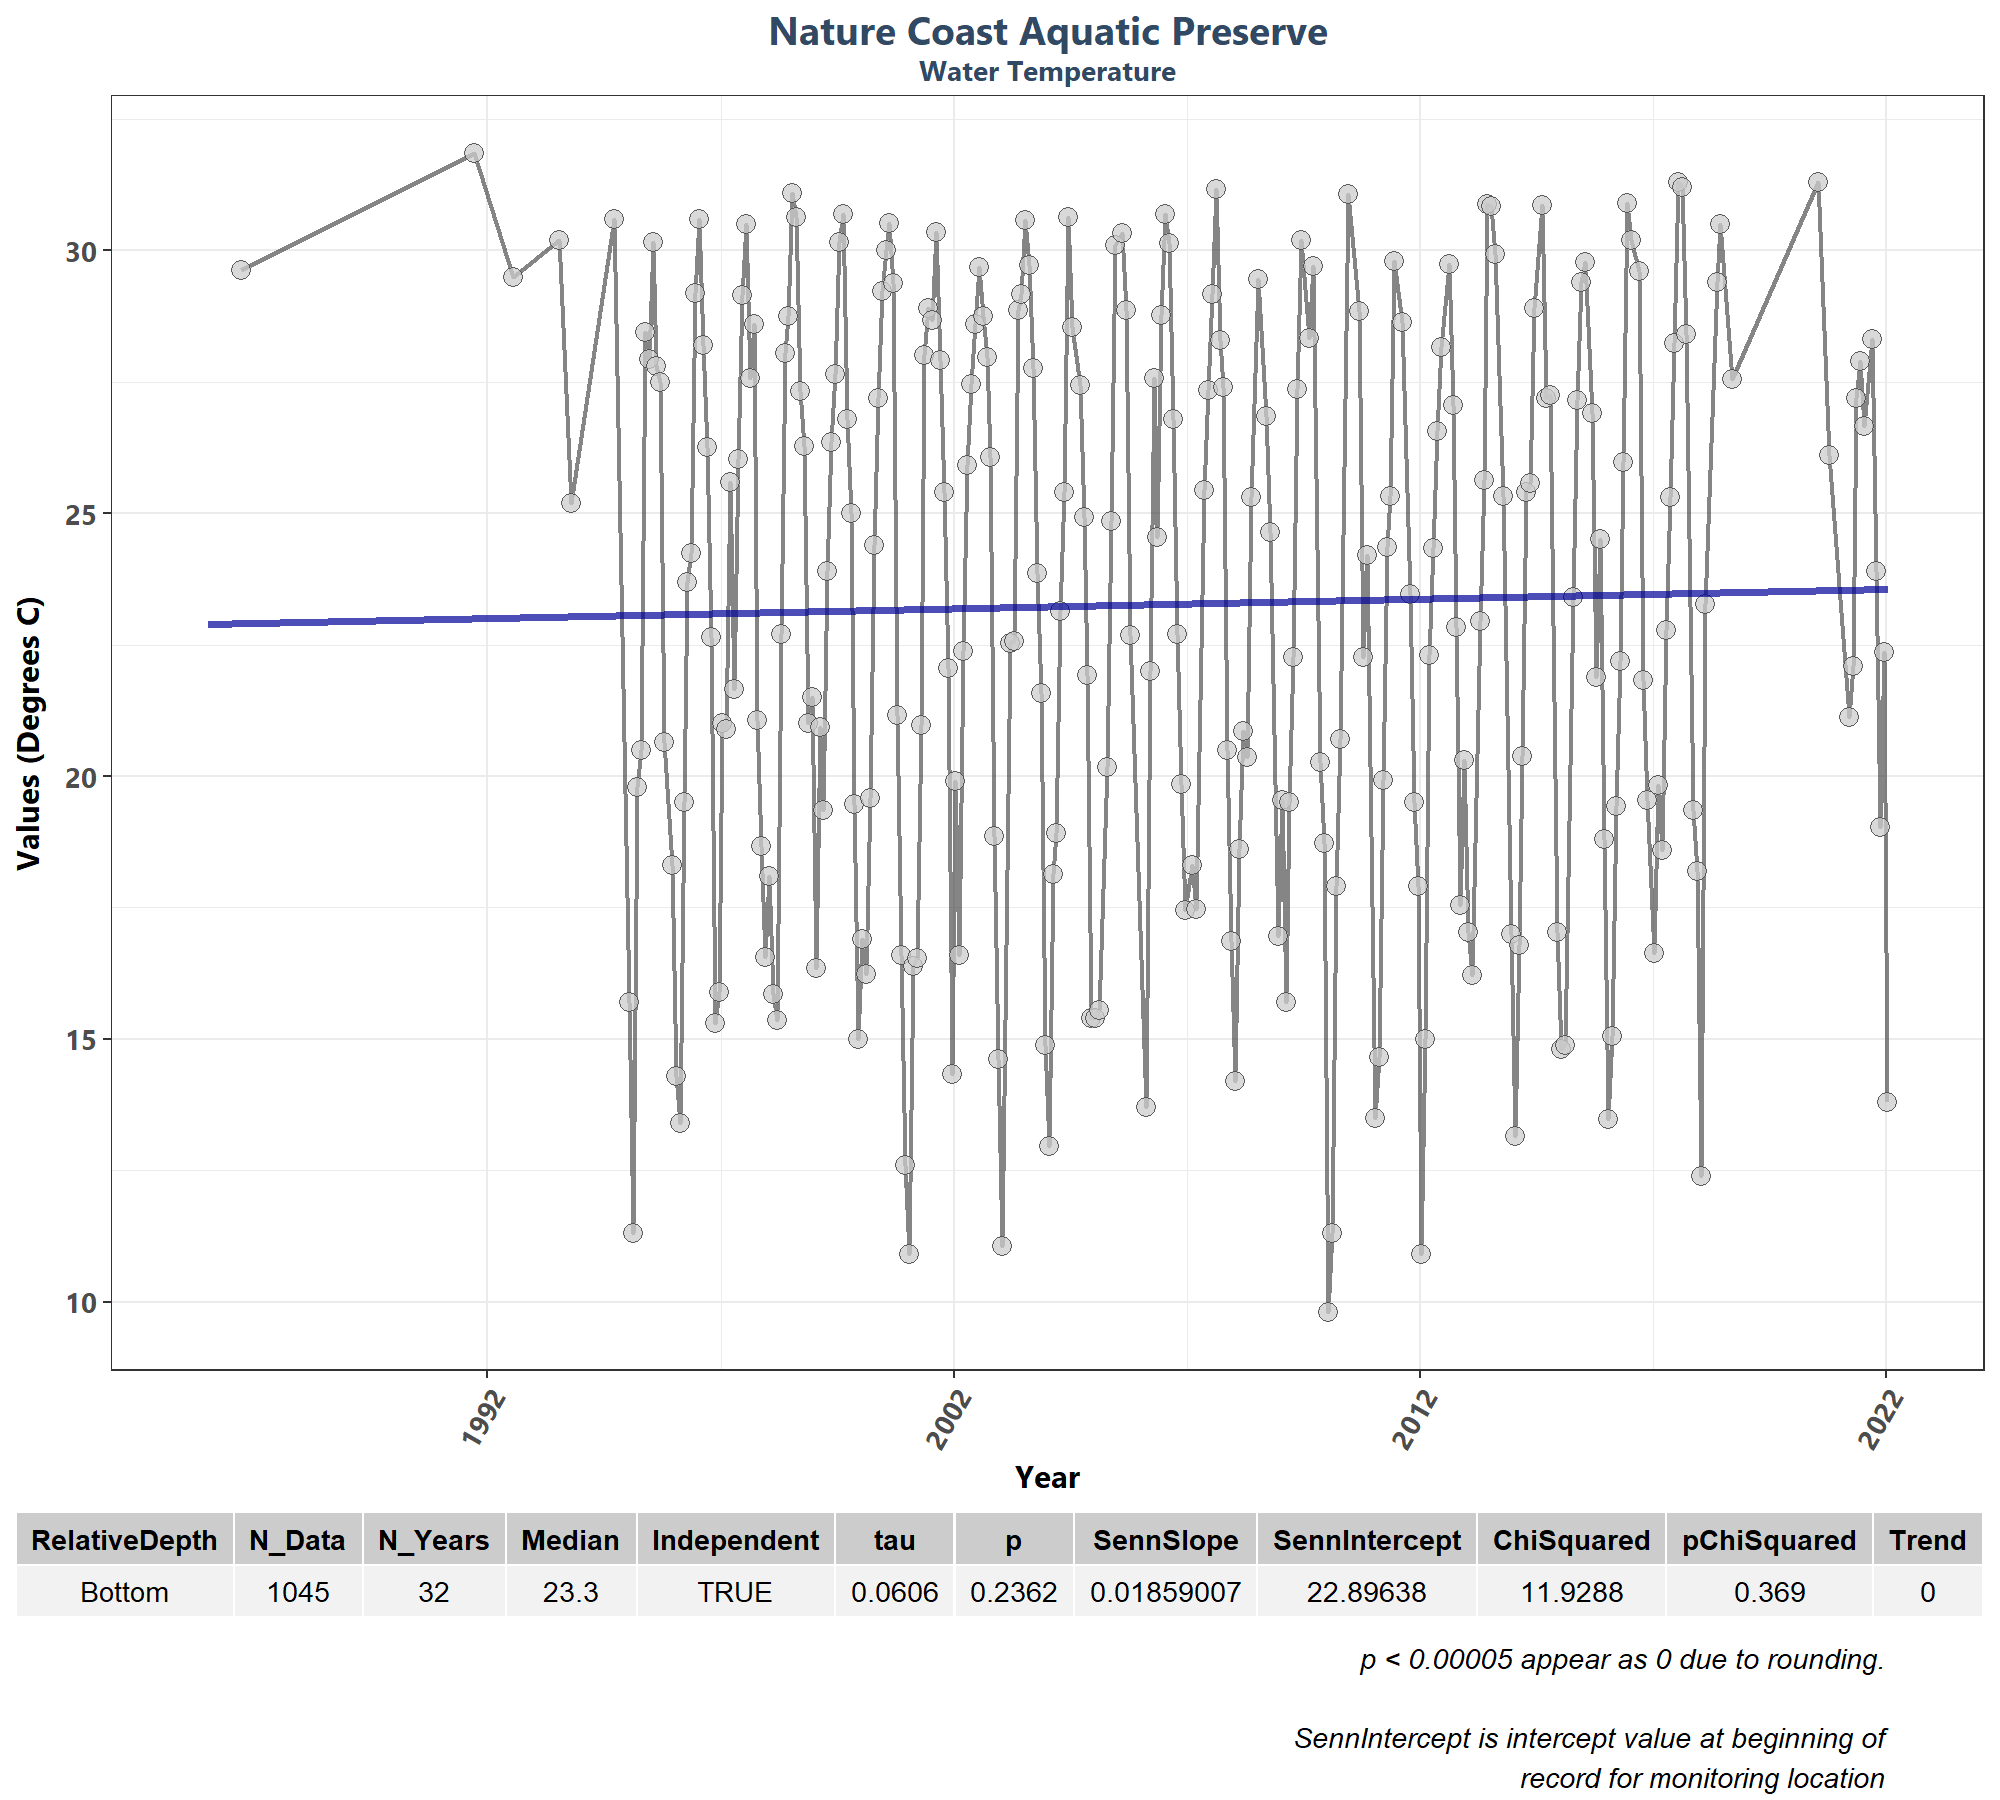 Nature Coast Aquatic Preserve
Water Temperature
Values (Degrees C)
30
25
20
15
10
1992
2002
2012
2022
Year
RelativeDepth N_Data N_Years Median Independent tau p SennSlope SennIntercept ChiSquared pChiSquared Trend
Bottom 1045 32 23.3 TRUE 0.0606 0.2362 0.01859007 22.89638 11.9288 0.369 0
p < 0.00005 appear as 0 due to rounding.
SennIntercept is intercept value at beginning of
record for monitoring location